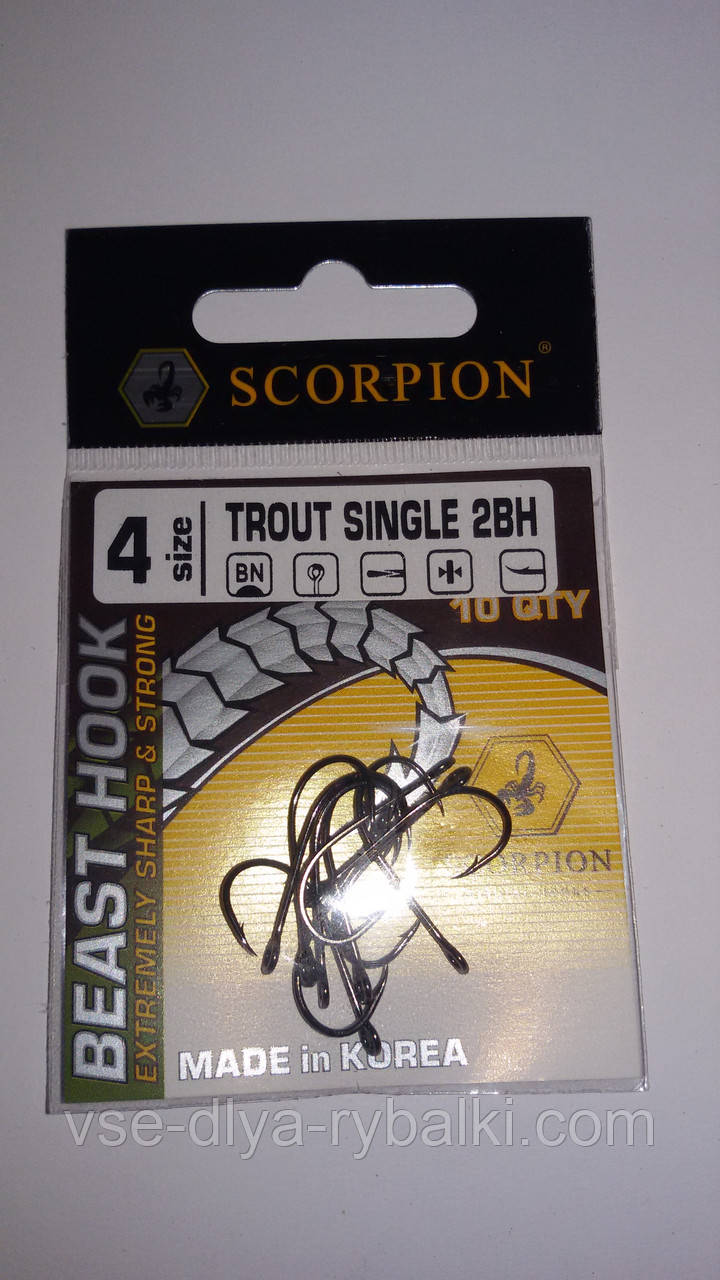 SCORPION ®
4 size
TROUT SINGLE 2BH
BN
10 QTY
BEAST HOOK
EXTREMELY SHARP & STRONG
MADE in KOREA
vse-dlya-rybalki.com